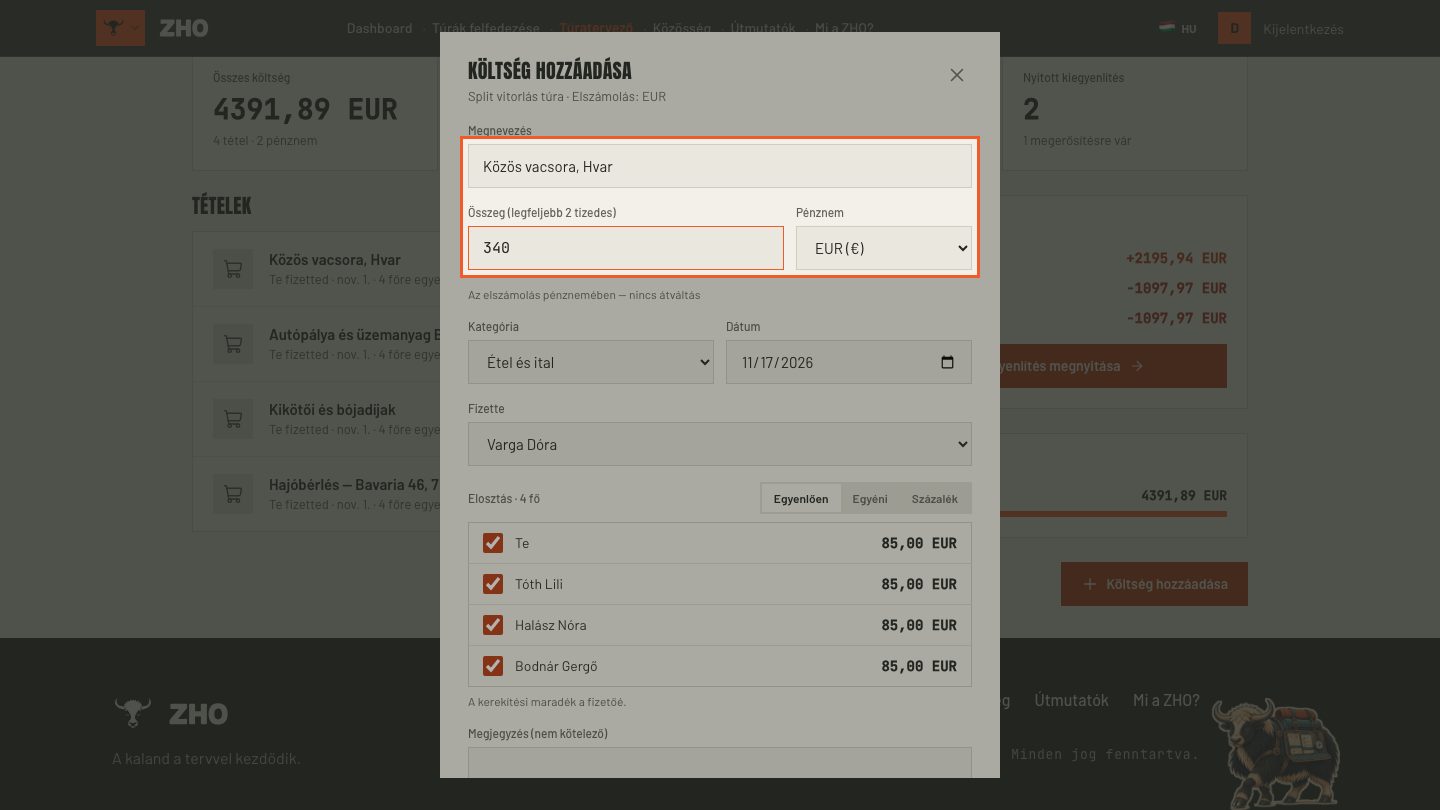 ZHO
Dashboard · Túrák felfedezése · Túratervező · Közösség · Útmutatók · Mi a ZHO?
HU
D
Kijelentkezés
Összes költség
4391,89 EUR
4 tétel · 2 pénznem
Nyitott kiegyenlítés
2
1 megerősítésre vár
TÉTELEK
Közös vacsora, Hvar
Te fizetted · nov. 1. · 4 főre egye
Autópálya és üzemanyag B
Te fizetted · nov. 1. · 4 főre egye
Kikötői és bójadíjak
Te fizetted · nov. 1. · 4 főre egye
Hajóbérlés — Bavaria 46, 7
Te fizetted · nov. 1. · 4 főre egye
KÖLTSÉG HOZZÁADÁSA
Split vitorlás túra · Elszámolás: EUR
Megnevezés
Közös vacsora, Hvar
Összeg (legfeljebb 2 tizedes)
Pénznem
340
EUR (€)
Az elszámolás pénznemében — nincs átváltás
Kategória
Dátum
Étel és ital
11/17/2026
Fizette
Varga Dóra
Elosztás · 4 fő
Egyenlően
Egyéni
Százalék
Te
85,00 EUR
Tóth Lili
85,00 EUR
Halász Nóra
85,00 EUR
Bodnár Gergő
85,00 EUR
A kerekítési maradék a fizetőé.
Megjegyzés (nem kötelező)
+2195,94 EUR
-1097,97 EUR
-1097,97 EUR
yenlítés megnyitása
4391,89 EUR
Költség hozzáadása
ZHO
A kaland a tervvel kezdődik.
ég
Útmutatók
Mi a ZHO?
Minden jog fenntartva.